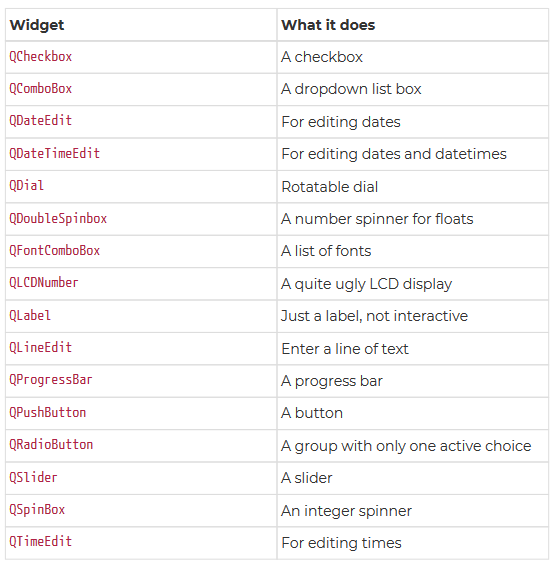 Widget What it does
QCheckbox A checkbox
QComboBox A dropdown list box
QDateEdit For editing dates
QDateTimeEdit For editing dates and datetimes
QDial Rotatable dial
QDoubleSpinbox A number spinner for floats
QFontComboBox A list of fonts
QLCDNumber A quite ugly LCD display
QLabel Just a label, not interactive
QLineEdit Enter a line of text
QProgressBar A progress bar
QPushButton A button
QRadioButton A group with only one active choice
QSlider A slider
QSpinBox An integer spinner
QTimeEdit For editing times